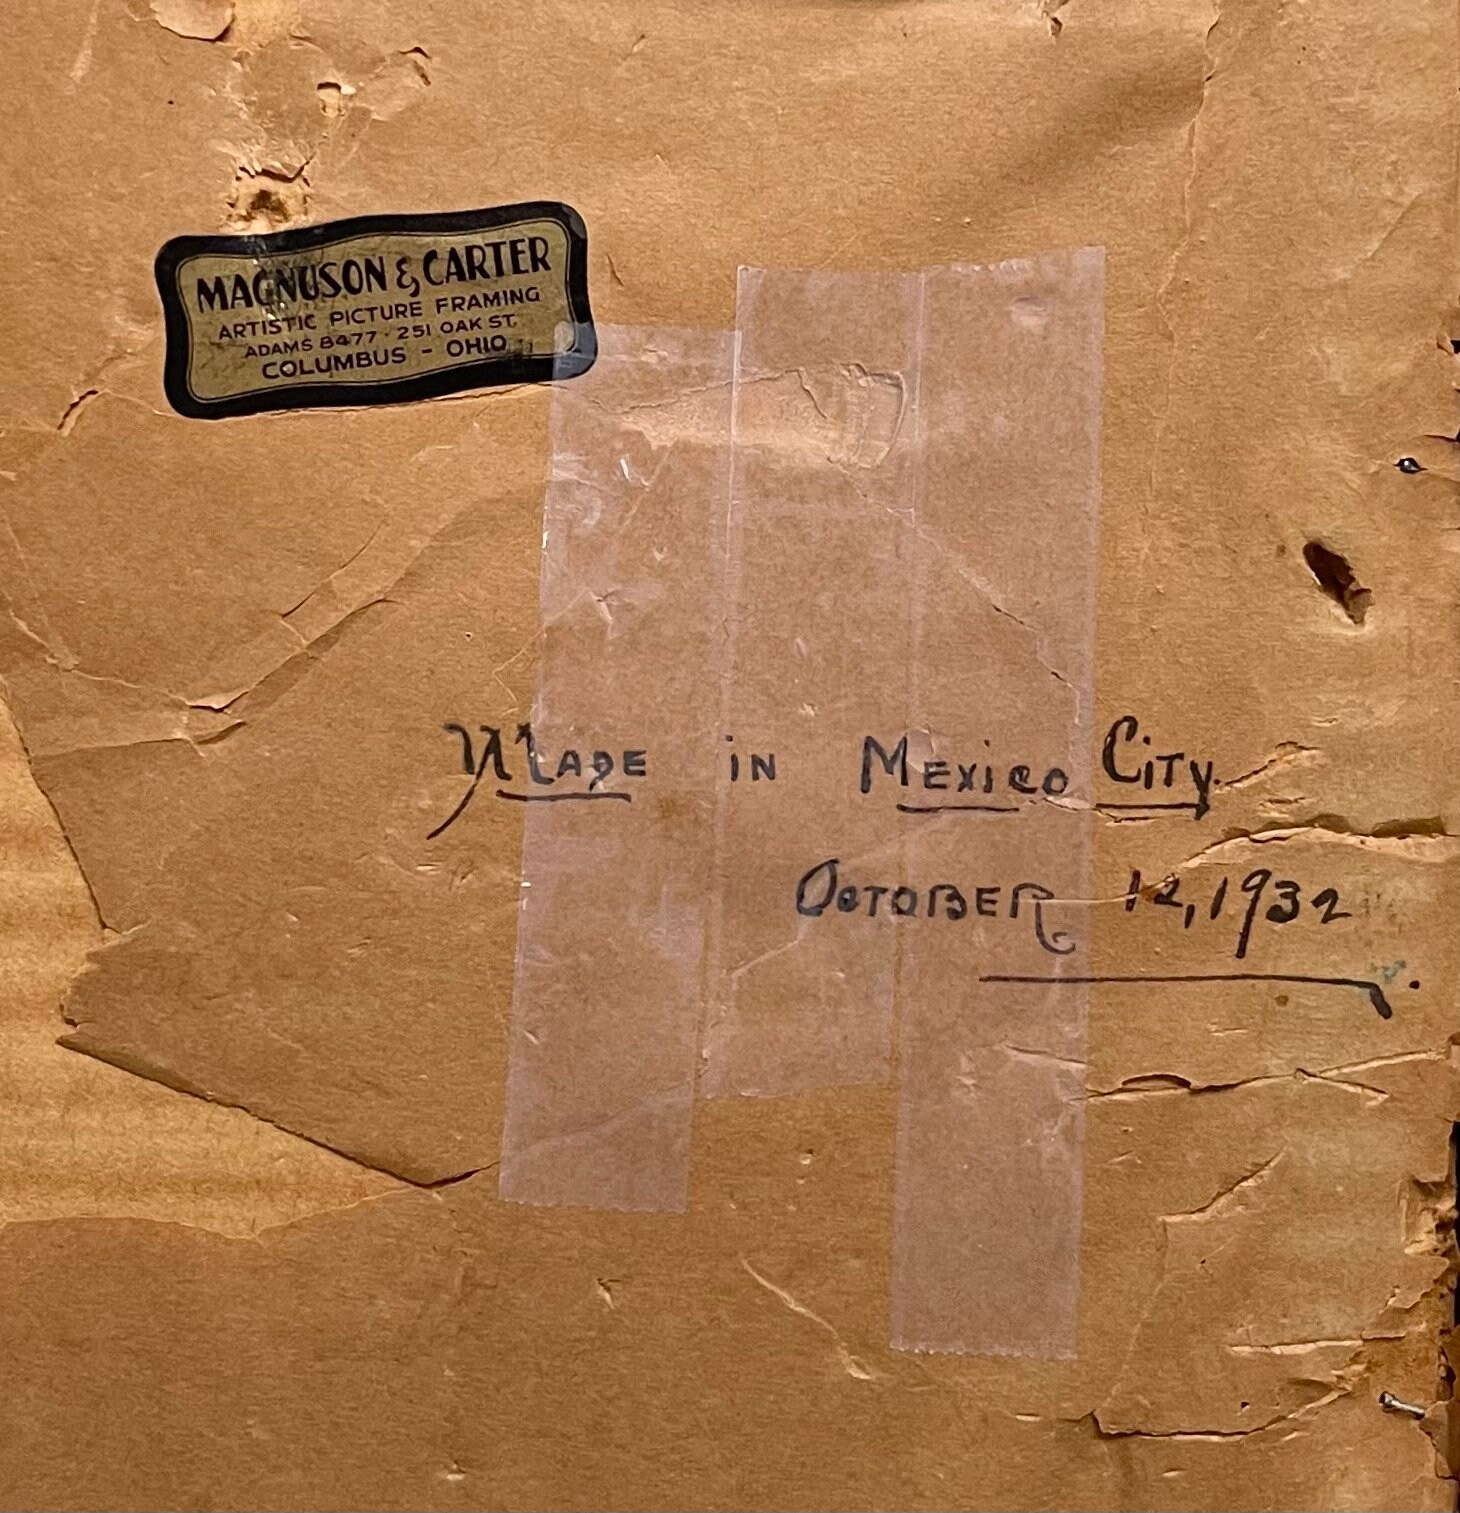 MAGNUSON & CARTER
ARTISTIC PICTURE FRAMING
ADAMS 8477 · 251 OAK ST.
COLUMBUS - OHIO
MADE IN MEXICO CITY.
OCTOBER 12, 1932